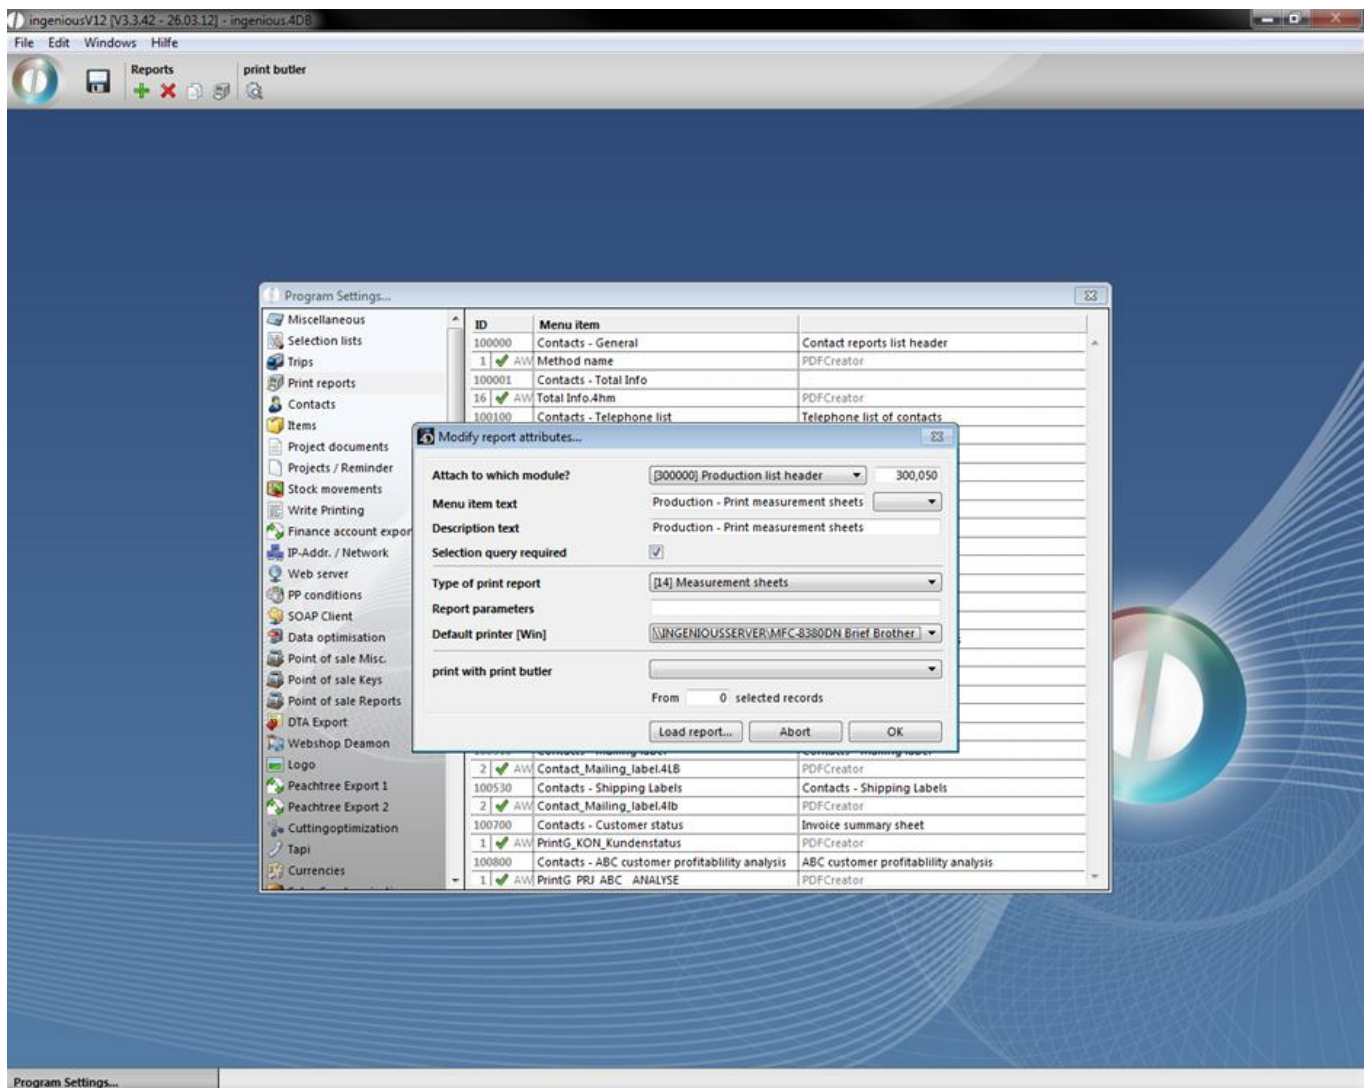 ingeniousV12 [V3.3.42 - 26.03.12] - ingenious.4DB
File Edit Windows Hilfe
Reports print butler
Program Settings...
Miscellaneous
Selection lists
Trips
Print reports
Contacts
Items
Project documents
Projects / Reminder
Stock movements
Write Printing
Finance account expor
IP-Addr. / Network
Web server
PP conditions
SOAP Client
Data optimisation
Point of sale Misc.
Point of sale Keys
Point of sale Reports
DTA Export
Webshop Deamon
Logo
Peachtree Export 1
Peachtree Export 2
Cuttingoptimization
Tapi
Currencies
ID Menu item
100000 Contacts - General Contact reports list header
1 AW Method name PDFCreator
100001 Contacts - Total Info
16 AW Total Info.4hm PDFCreator
100100 Contacts - Telephone list Telephone list of contacts
Modify report attributes...
Attach to which module? [300000] Production list header 300,050
Menu item text Production - Print measurement sheets
Description text Production - Print measurement sheets
Selection query required
Type of print report [14] Measurement sheets
Report parameters
Default printer [Win] \\INGENIOUSSERVER\MFC-8380DN Brief Brother
print with print butler
From 0 selected records
Load report... Abort OK
2 AW Contact_Mailing_label.4LB PDFCreator
100530 Contacts - Shipping Labels Contacts - Shipping Labels
2 AW Contact_Mailing_label.4lb PDFCreator
100700 Contacts - Customer status Invoice summary sheet
1 AW PrintG_KON_Kundenstatus PDFCreator
100800 Contacts - ABC customer profitablility analysis ABC customer profitablility analysis
1 AW PrintG_PRJ_ABC_ANALYSE PDFCreator
Program Settings...